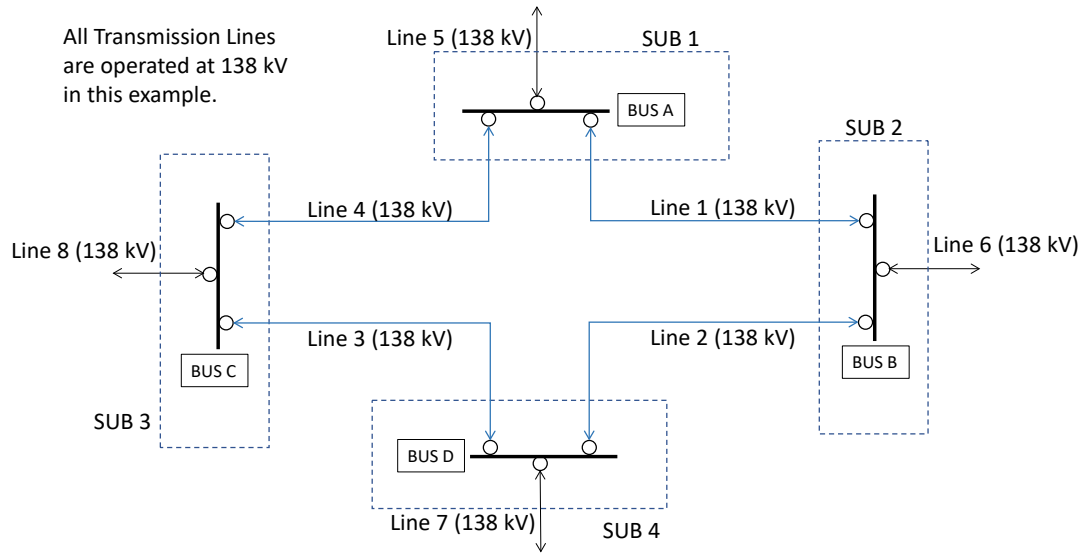 All Transmission Lines
are operated at 138 kV
in this example.
Line 5 (138 kV)
SUB 1
BUS A
SUB 2
Line 4 (138 kV)
Line 1 (138 kV)
Line 8 (138 kV)
Line 6 (138 kV)
Line 3 (138 kV)
Line 2 (138 kV)
BUS C
BUS B
SUB 3
BUS D
Line 7 (138 kV)
SUB 4